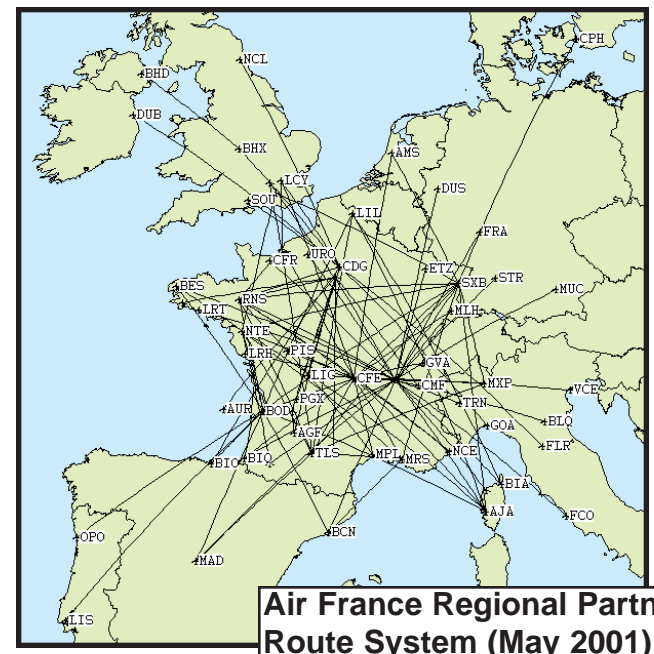 CPH
NCL
BHD
DUB
BHX
AMS
LCY
DUS
SOU
LIL
FRA
URO
CFR
CDG
ETZ
SXB
STR
BES
MUC
RNS
LRT
MLH
NTE
LRH
PIS
GVA
LIG
CFE
CMF
MXP
VCE
PGX
TRN
AUR
BOD
BLQ
GOA
AGF
FLR
TLS
NCE
BIO
BIQ
MPL
MRS
BIA
AJA
FCO
BCN
OPO
MAD
LIS
Air France Regional Partn
Route System (May 2001)